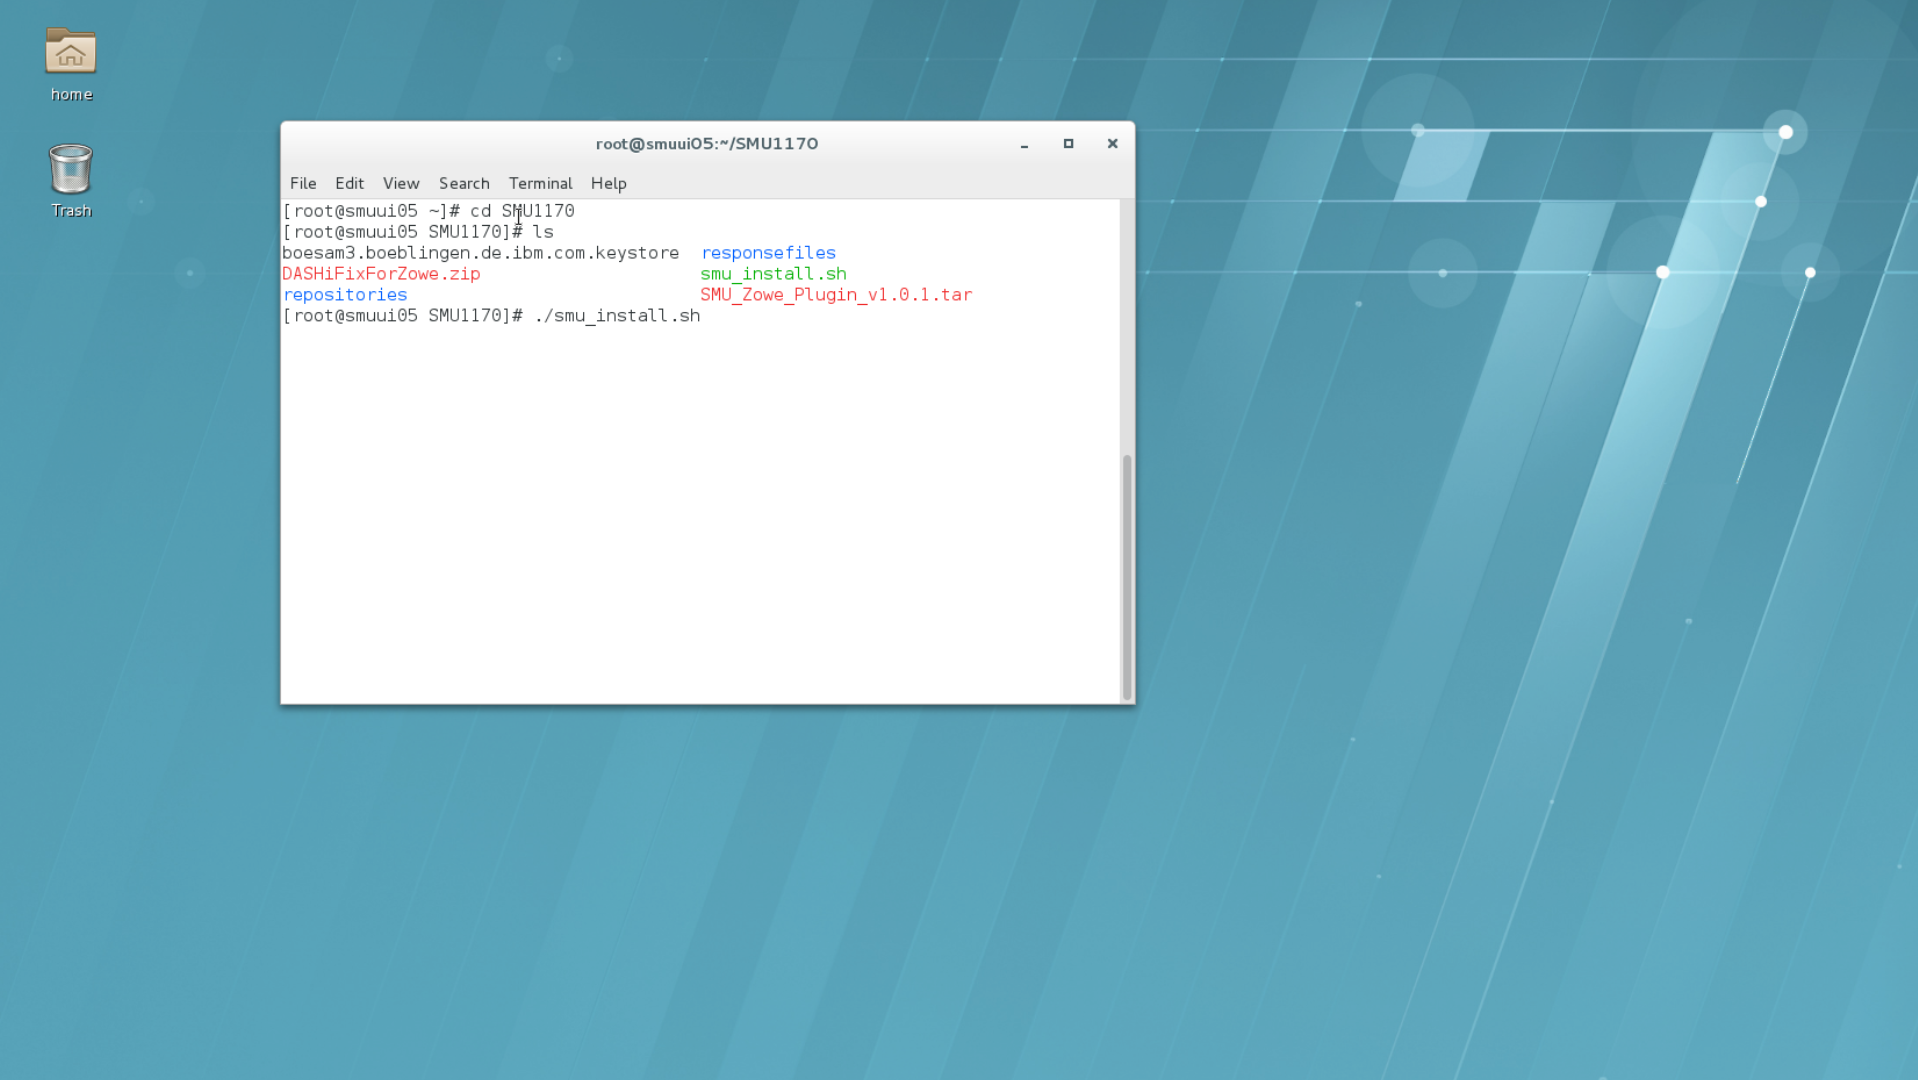 home
Trash
root@smuui05:~/SMU1170
File Edit View Search Terminal Help
[root@smuui05 ~]# cd SMU1170
[root@smuui05 SMU1170]# ls
boesam3.boeblingen.de.ibm.com.keystore responsefiles
DASHiFixForZowe.zip smu_install.sh
repositories SMU_Zowe_Plugin_v1.0.1.tar
[root@smuui05 SMU1170]# ./smu_install.sh